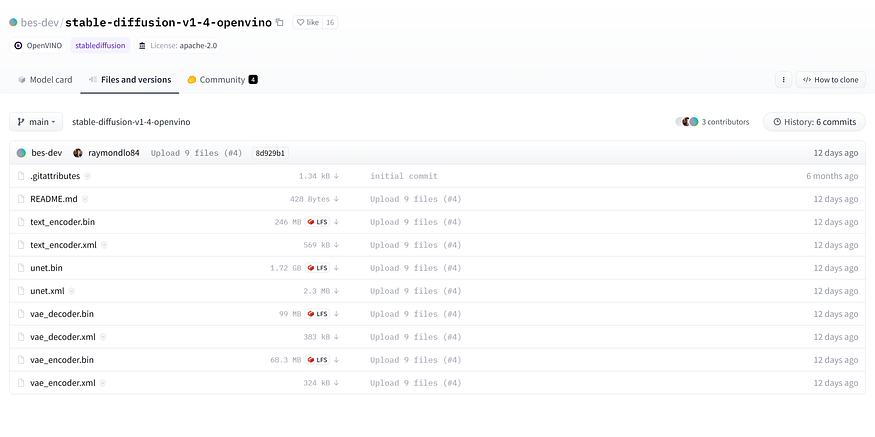 bes-dev/stable-diffusion-v1-4-openvino like 16
OpenVINO stablediffusion License: apache-2.0
Model card Files and versions Community 4 How to clone
main stable-diffusion-v1-4-openvino 3 contributors History: 6 commits
bes-dev raymondlo84 Upload 9 files (#4) 8d929b1 12 days ago
.gitattributes 1.34 kB initial commit 6 months ago
README.md 428 Bytes Upload 9 files (#4) 12 days ago
text_encoder.bin 246 MB LFS Upload 9 files (#4) 12 days ago
text_encoder.xml 569 kB Upload 9 files (#4) 12 days ago
unet.bin 1.72 GB LFS Upload 9 files (#4) 12 days ago
unet.xml 2.3 MB Upload 9 files (#4) 12 days ago
vae_decoder.bin 99 MB LFS Upload 9 files (#4) 12 days ago
vae_decoder.xml 383 kB Upload 9 files (#4) 12 days ago
vae_encoder.bin 68.3 MB LFS Upload 9 files (#4) 12 days ago
vae_encoder.xml 324 kB Upload 9 files (#4) 12 days ago